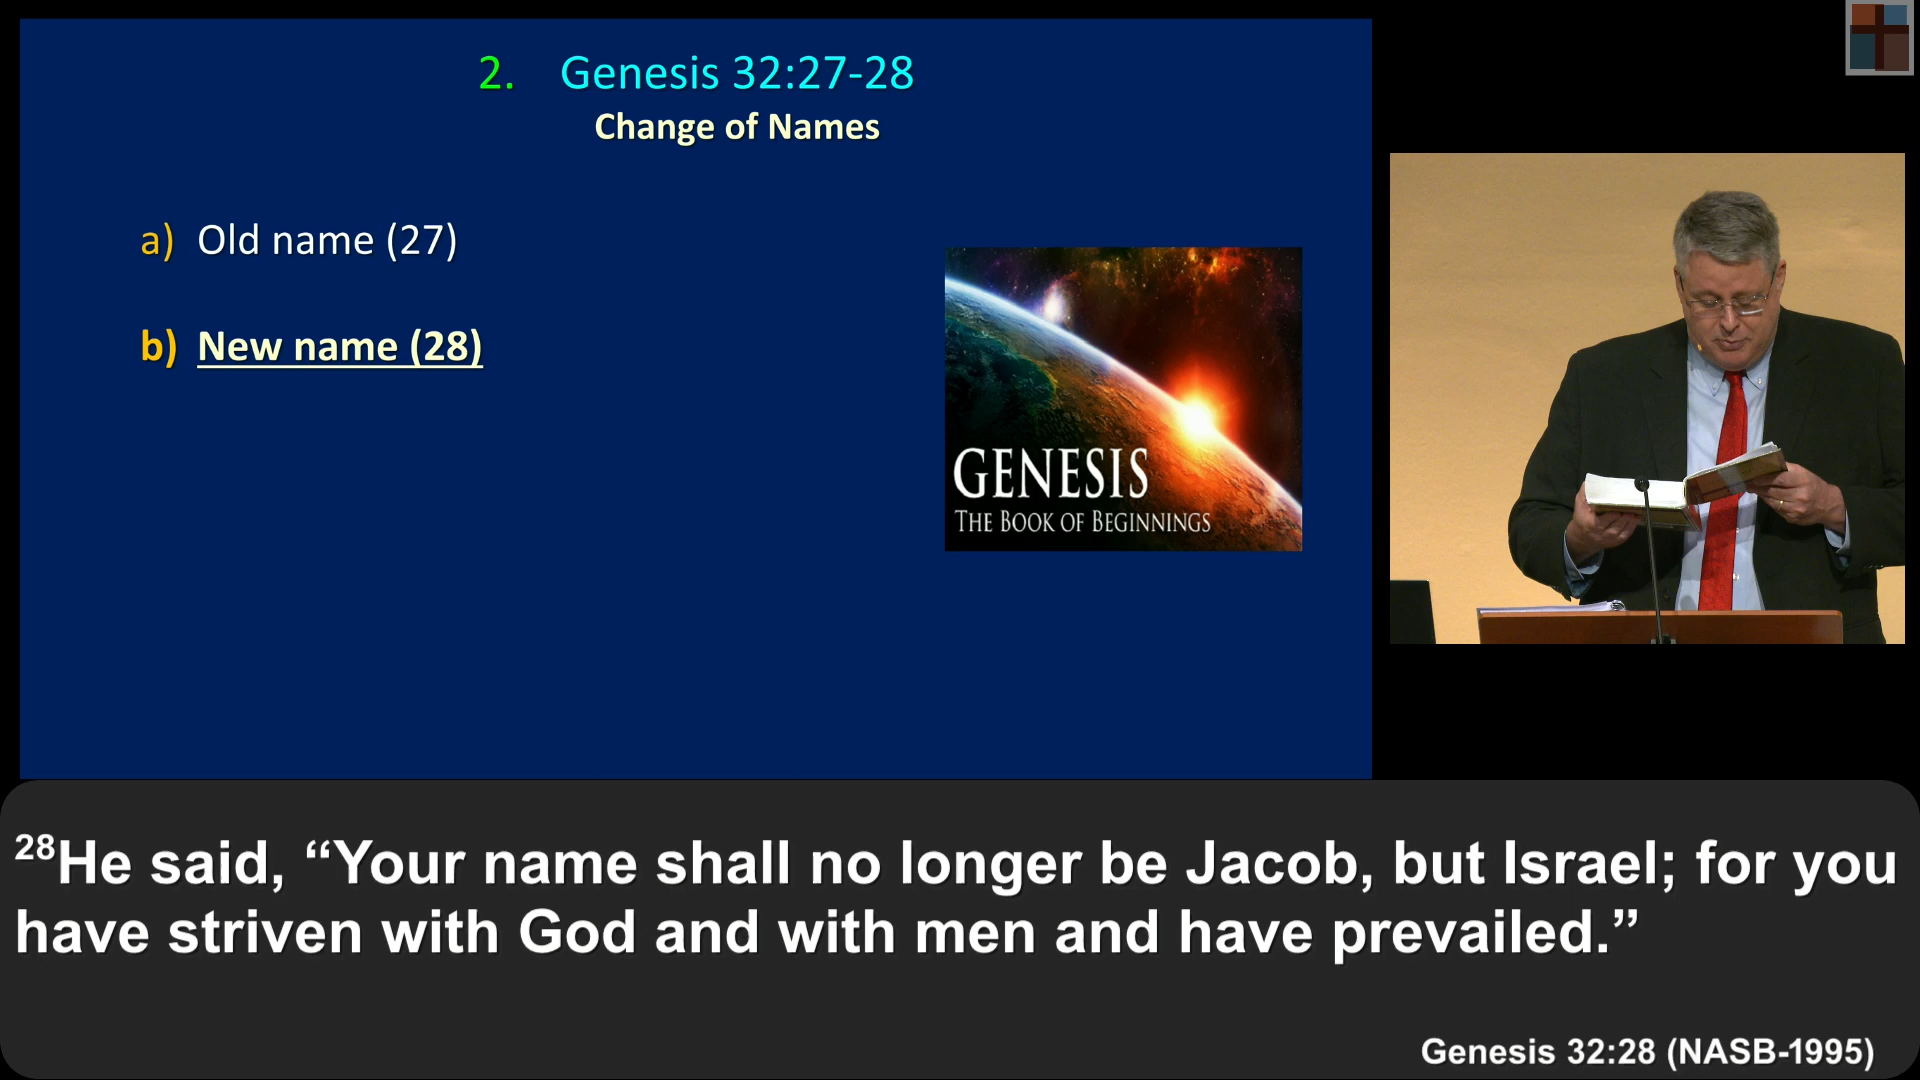 2. Genesis 32:27-28
Change of Names
a) Old name (27)
b) New name (28)
GENESIS
THE BOOK OF BEGINNINGS
28He said, “Your name shall no longer be Jacob, but Israel; for you
have striven with God and with men and have prevailed.”
Genesis 32:28 (NASB-1995)